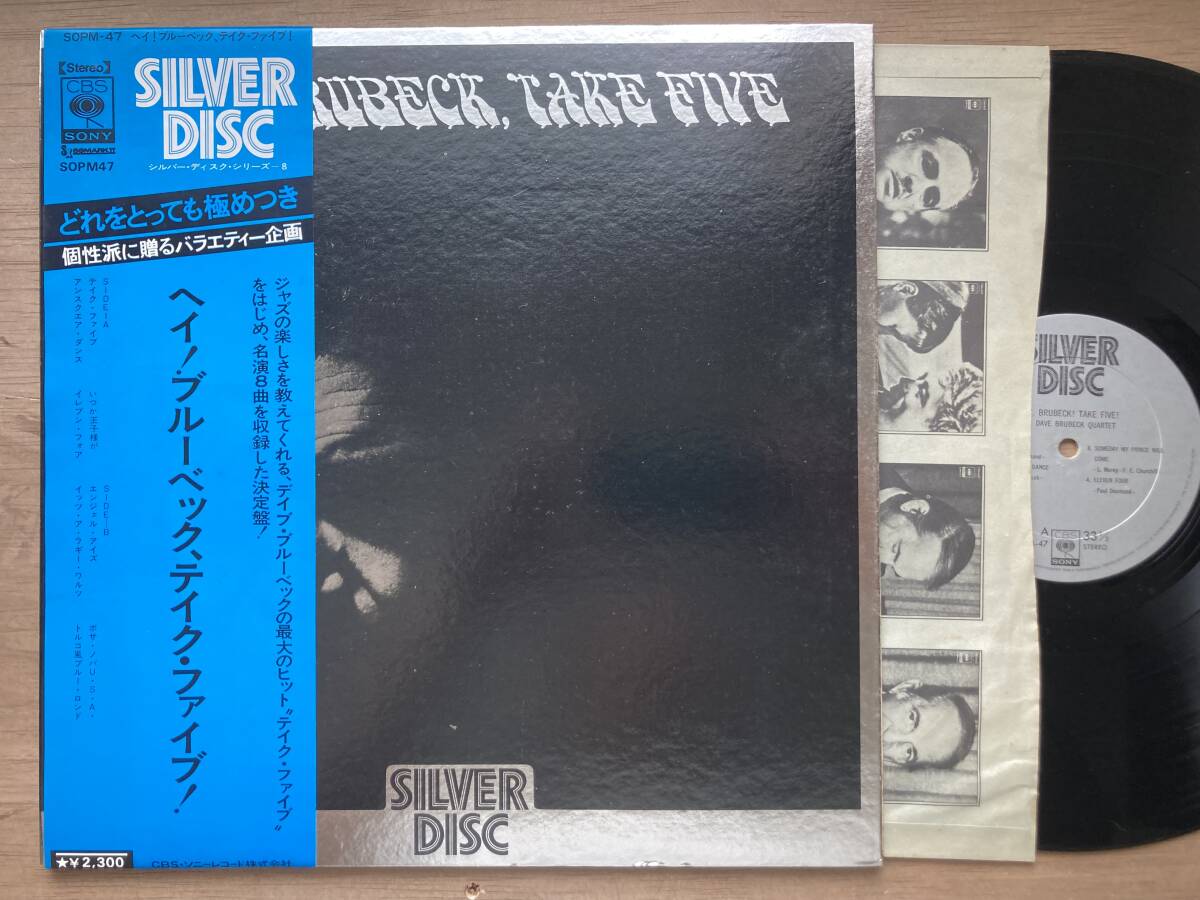 SOPM-47 ヘイ!ブルーベック、テイク・ファイブ!
【Stereo】
CBS
SONY
SQMARK II
SOPM47
SILVER
DISC
シルバー・ディスク・シリーズ-8
どれをとっても極めつき
個性派に贈るバラエティー企画
ジャズの楽しさを教えてくれる、デイブ・ブルーベックの最大のヒット"テイク・ファイブ"
をはじめ、名演8曲を収録した決定盤!
ヘイ!ブルーベック、テイク・ファイブ!
SIDE-A
テイク・ファイブ
アンスクエア・ダンス
いつか王子様が
イレブン・フォア
SIDE-B
エンジェル・アイズ
イッツ・ア・ラギー・ワルツ
ボサ・ノバU・S・A・
トルコ風ブルー・ロンド
★¥2,300
CBS・ソニーレコード株式会社
RUBECK, TAKE FIVE
SILVER
DISC
SILVER
DISC
BRUBECK! TAKE FIVE!
DAVE BRUBECK QUARTET
3. SOMEDAY MY PRINCE WILL
COME
-L. Morey-F. E. Churchill
4. ELEVEN FOUR
-Paul Desmond-
DANCE
A
-47
CBS
SONY
33 1/3
STEREO